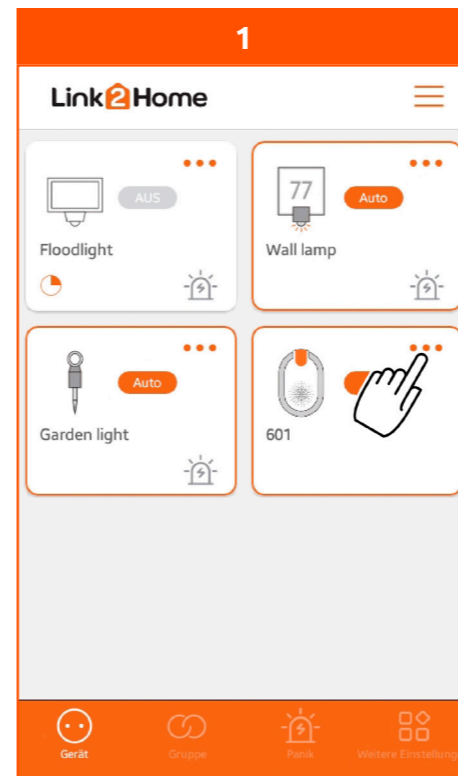 1
Link2Home
AUS
Floodlight
77
Auto
Wall lamp
Auto
Garden light
601
Gerät
Gruppe
Panik
Weitere Einstellung